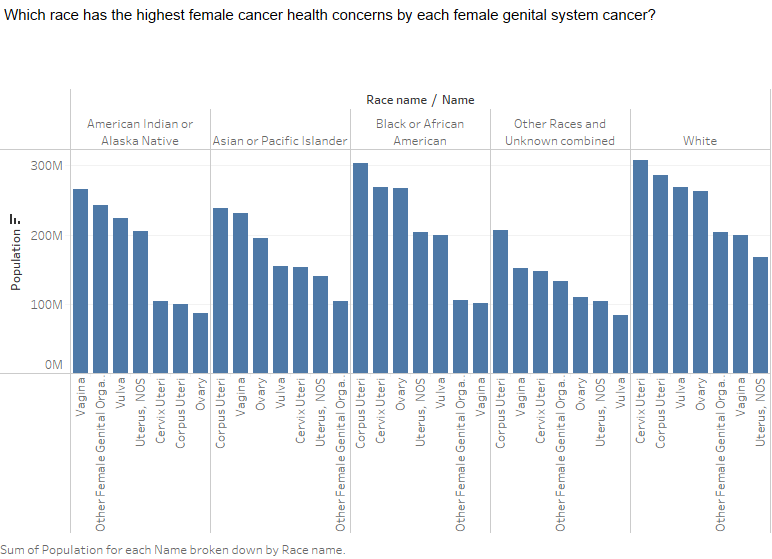 Which race has the highest female cancer health concerns by each female genital system cancer?
Race name / Name
American Indian or
Alaska Native
Asian or Pacific Islander
Black or African
American
Other Races and
Unknown combined
White
Population
300M
200M
100M
0M
Vagina
Other Female Genital Orga..
Vulva
Uterus, NOS
Cervix Uteri
Corpus Uteri
Ovary
Corpus Uteri
Vagina
Ovary
Vulva
Cervix Uteri
Uterus, NOS
Other Female Genital Orga..
Corpus Uteri
Cervix Uteri
Ovary
Uterus, NOS
Vulva
Other Female Genital Orga..
Vagina
Corpus Uteri
Vagina
Cervix Uteri
Other Female Genital Orga..
Ovary
Uterus, NOS
Vulva
Cervix Uteri
Corpus Uteri
Vulva
Ovary
Other Female Genital Orga..
Vagina
Uterus, NOS
Sum of Population for each Name broken down by Race name.